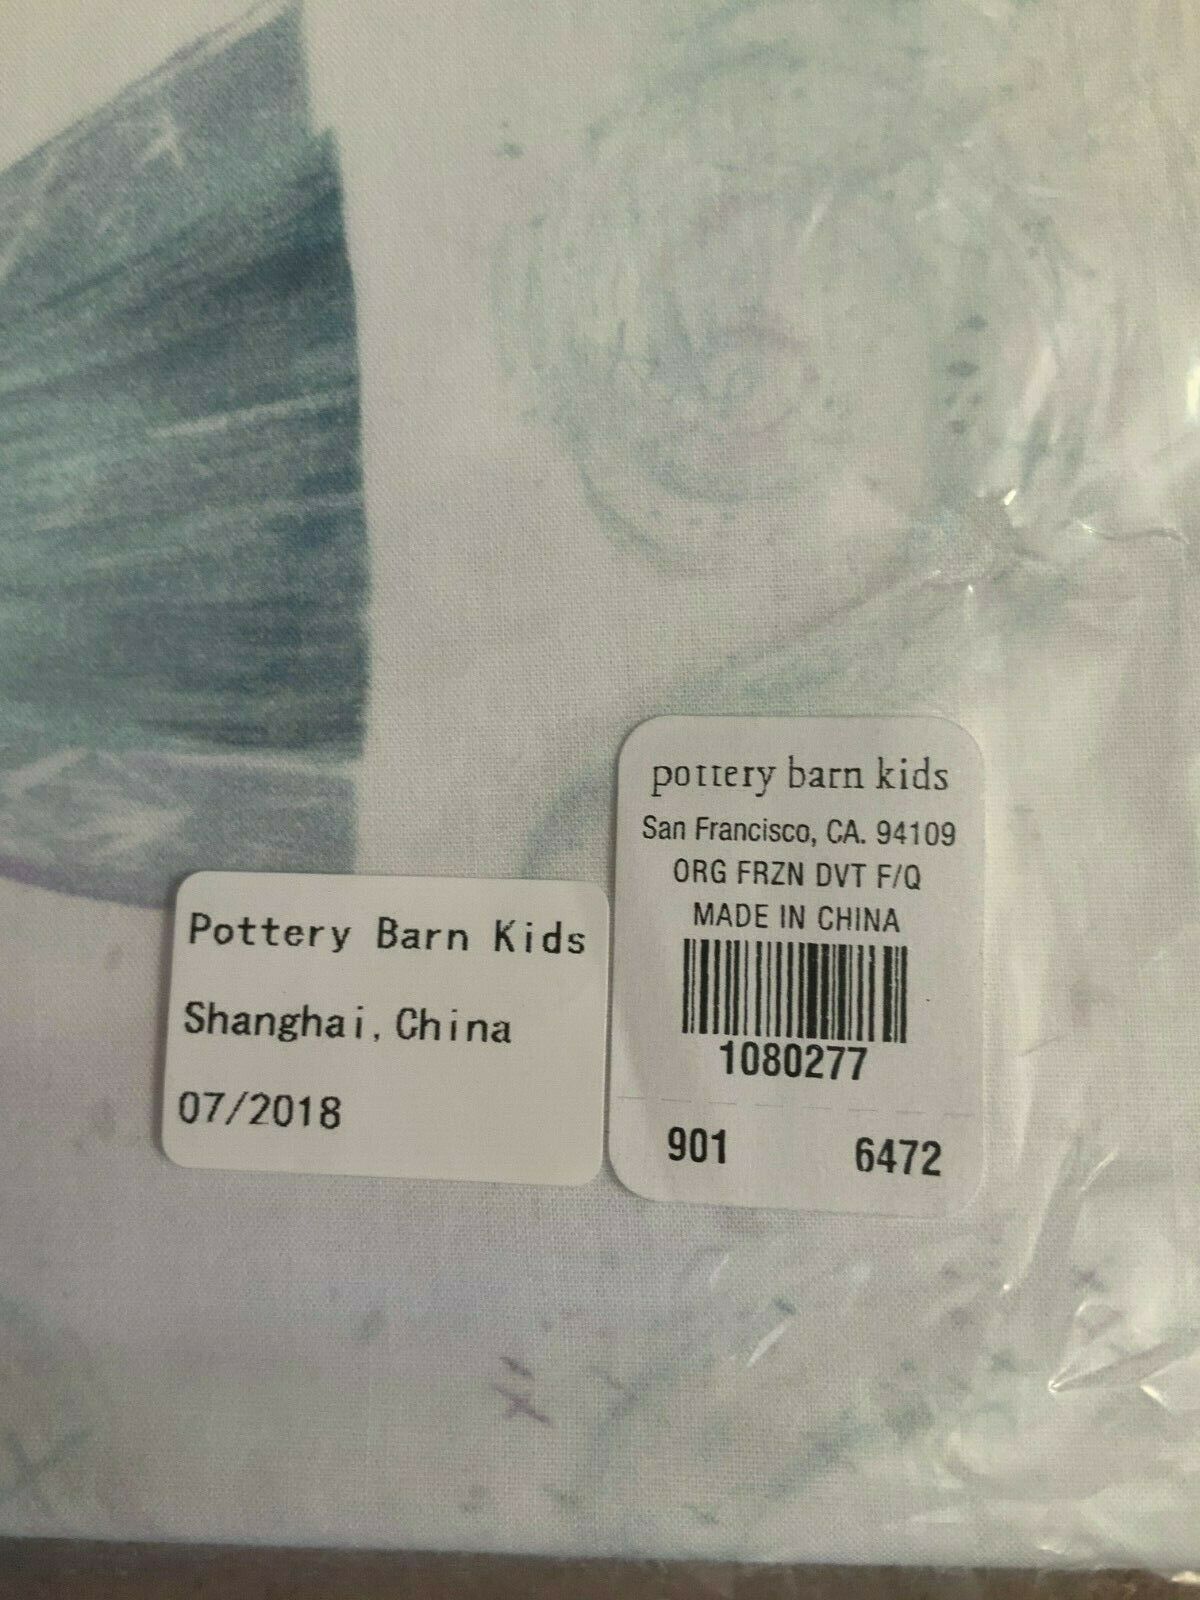 pottery barn kids
San Francisco, CA. 94109
ORG FRZN DVT F/Q
MADE IN CHINA
1080277
901 6472
Pottery Barn Kids
Shanghai, China
07/2018